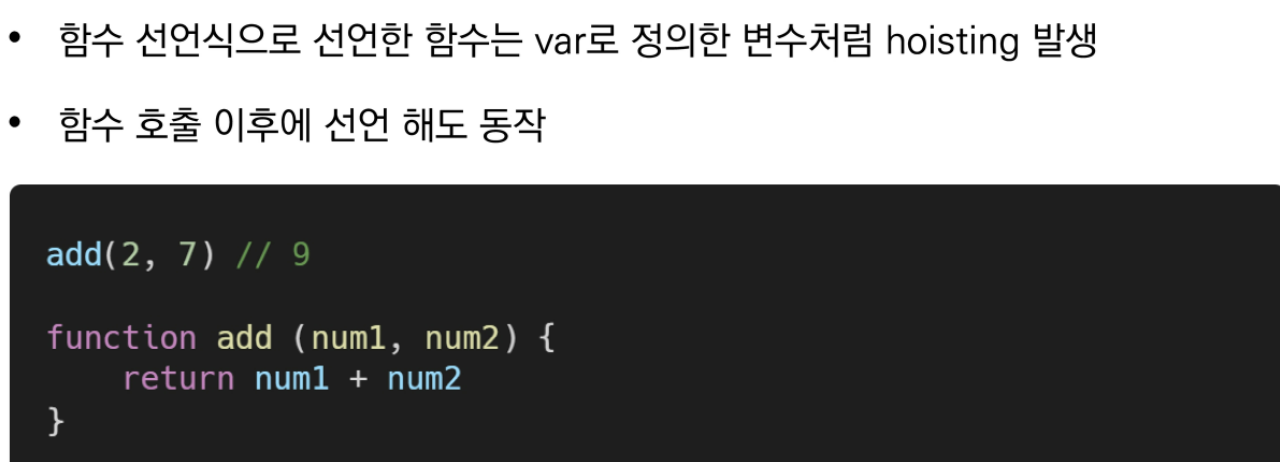 • 함수 선언식으로 선언한 함수는 var로 정의한 변수처럼 hoisting 발생
• 함수 호출 이후에 선언 해도 동작
add(2, 7) // 9
function add (num1, num2) {
    return num1 + num2
}